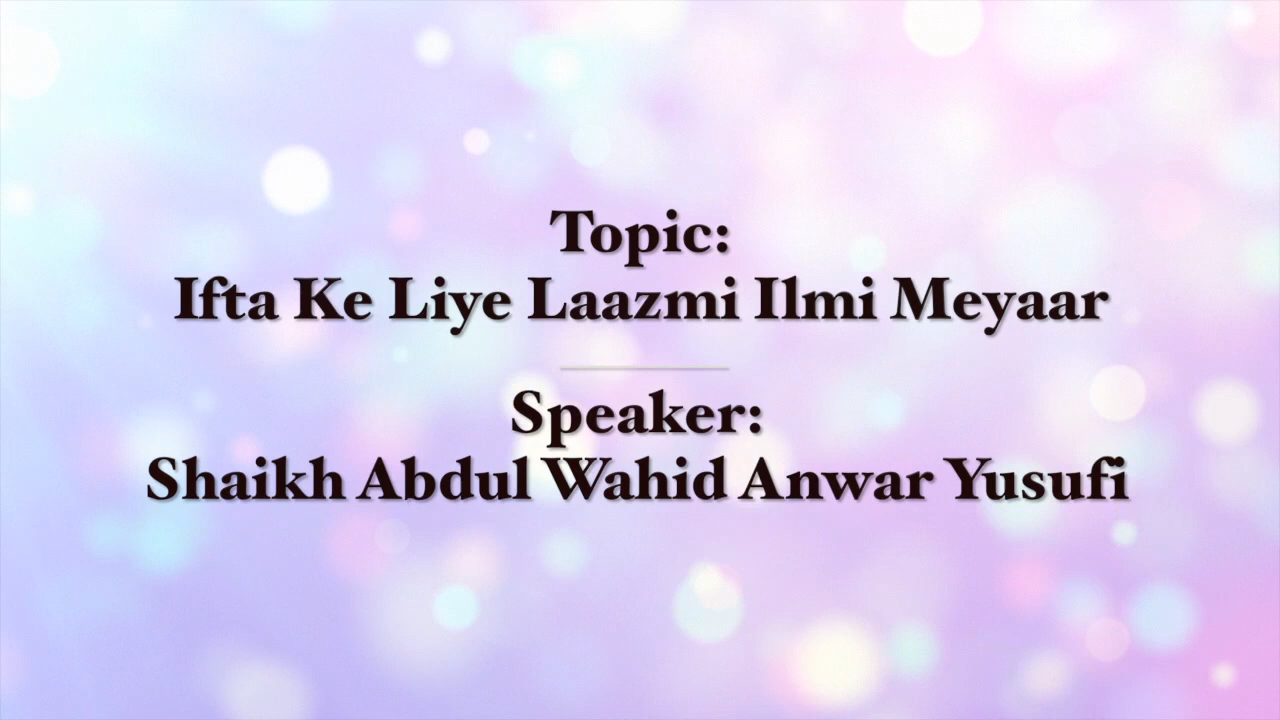 Topic:
Ifta Ke Liye Laazmi Ilmi Meyaar
Speaker:
Shaikh Abdul Wahid Anwar Yusufi